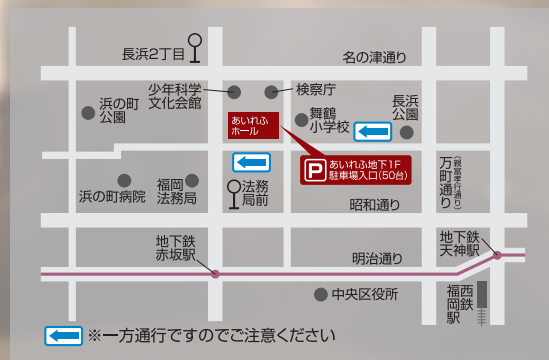 長浜2丁目
名の津通り
少年科学
文化会館
検察庁
浜の町
公園
あいれふ
ホール
舞鶴
小学校
長浜
公園
P
あいれふ地下1F
駐車場入口(50台)
万町通り
(親富孝行通り)
浜の町病院
福岡
法務局
法務
局前
昭和通り
地下鉄
赤坂駅
地下鉄
天神駅
明治通り
中央区役所
西鉄
福岡駅
※一方通行ですのでご注意ください